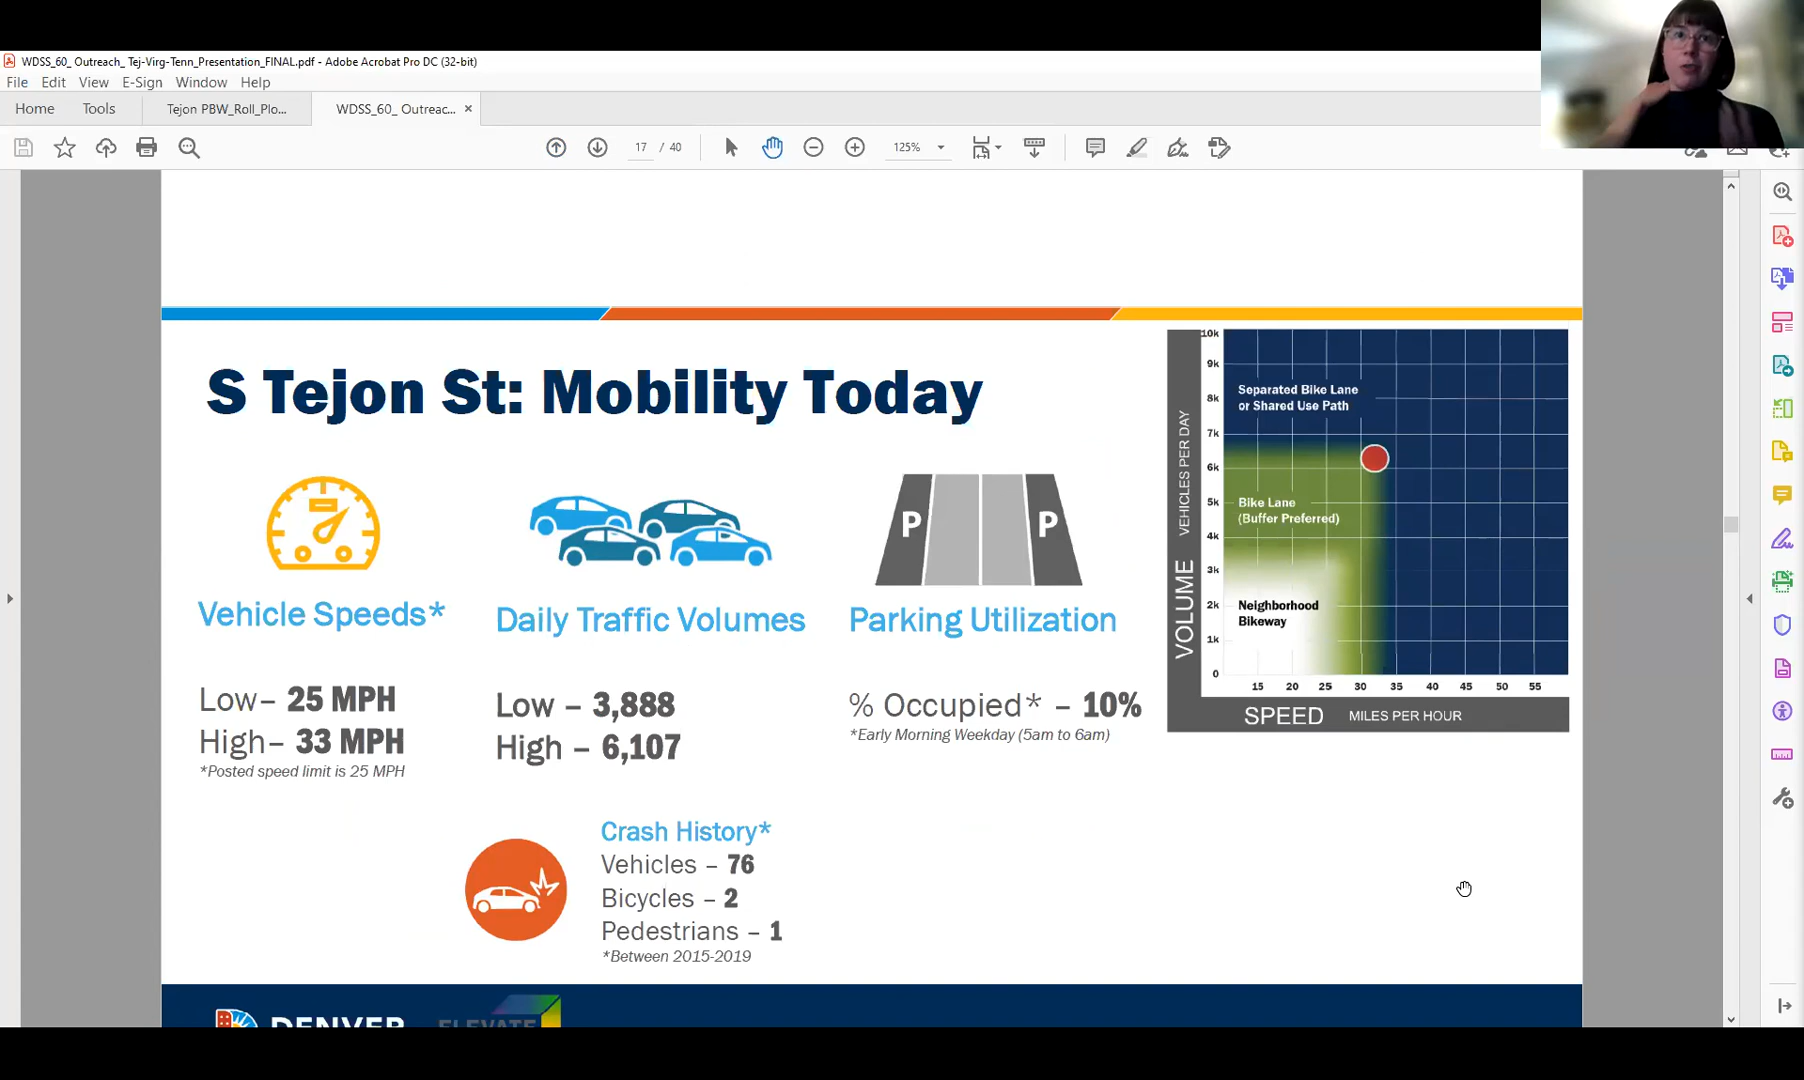 WDSS_60_ Outreach_ Tej-Virg-Tenn_Presentation_FINAL.pdf - Adobe Acrobat Pro DC (32-bit)
File Edit View E-Sign Window Help
Home Tools Tejon PBW_Roll_Plo... WDSS_60_ Outreac... ×
17 / 40 125%
S Tejon St: Mobility Today
Vehicle Speeds*
Low– 25 MPH
High– 33 MPH
*Posted speed limit is 25 MPH
Daily Traffic Volumes
Low – 3,888
High – 6,107
P P
Parking Utilization
% Occupied* – 10%
*Early Morning Weekday (5am to 6am)
Crash History*
Vehicles – 76
Bicycles – 2
Pedestrians – 1
*Between 2015-2019
VOLUME VEHICLES PER DAY
10k
9k
8k
7k
6k
5k
4k
3k
2k
1k
0
Separated Bike Lane
or Shared Use Path
Bike Lane
(Buffer Preferred)
Neighborhood
Bikeway
15 20 25 30 35 40 45 50 55
SPEED MILES PER HOUR
DENVER ELEVATE